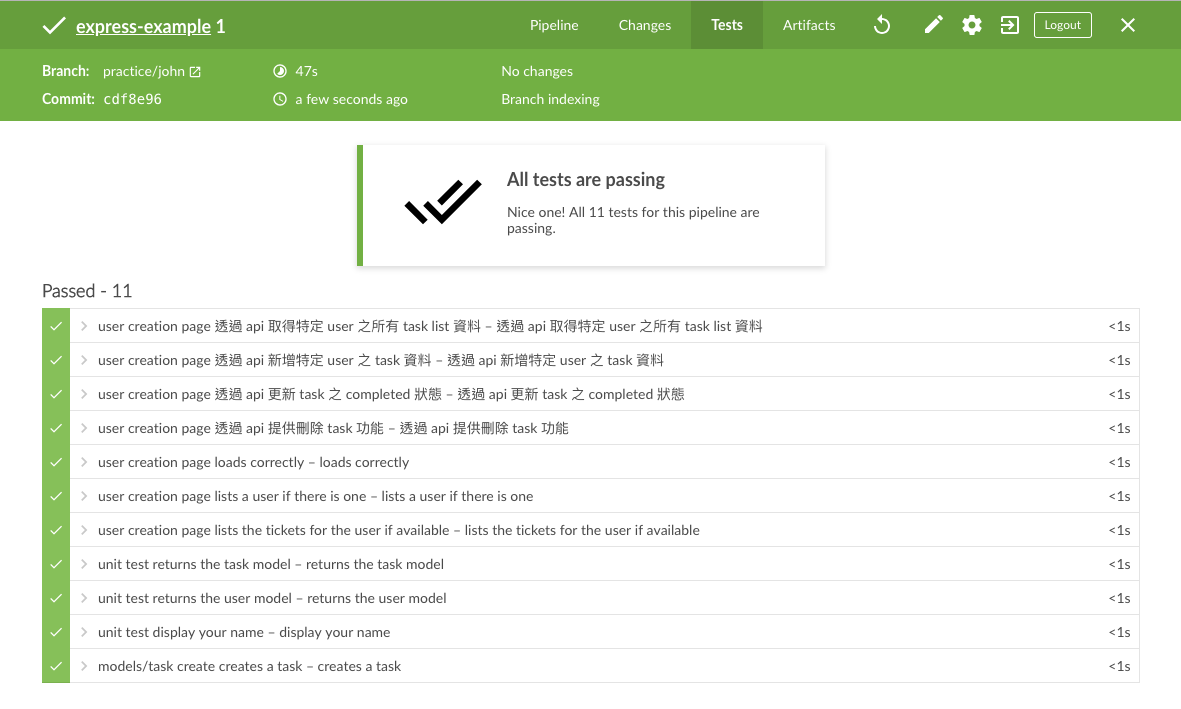 express-example 1
Pipeline
Changes
Tests
Artifacts
Logout
Branch: practice/john
47s
No changes
Commit: cdf8e96
a few seconds ago
Branch indexing
All tests are passing
Nice one! All 11 tests for this pipeline are
passing.
Passed - 11
user creation page 透過 api 取得特定 user 之所有 task list 資料 – 透過 api 取得特定 user 之所有 task list 資料 <1s
user creation page 透過 api 新增特定 user 之 task 資料 – 透過 api 新增特定 user 之 task 資料 <1s
user creation page 透過 api 更新 task 之 completed 狀態 – 透過 api 更新 task 之 completed 狀態 <1s
user creation page 透過 api 提供刪除 task 功能 – 透過 api 提供刪除 task 功能 <1s
user creation page loads correctly – loads correctly <1s
user creation page lists a user if there is one – lists a user if there is one <1s
user creation page lists the tickets for the user if available – lists the tickets for the user if available <1s
unit test returns the task model – returns the task model <1s
unit test returns the user model – returns the user model <1s
unit test display your name – display your name <1s
models/task create creates a task – creates a task <1s